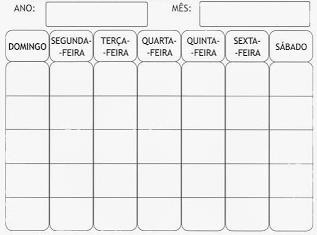 ANO: MÊS:
DOMINGO SEGUNDA- TERÇA- QUARTA- QUINTA- SEXTA- SÁBADO
-FEIRA -FEIRA -FEIRA -FEIRA -FEIRA